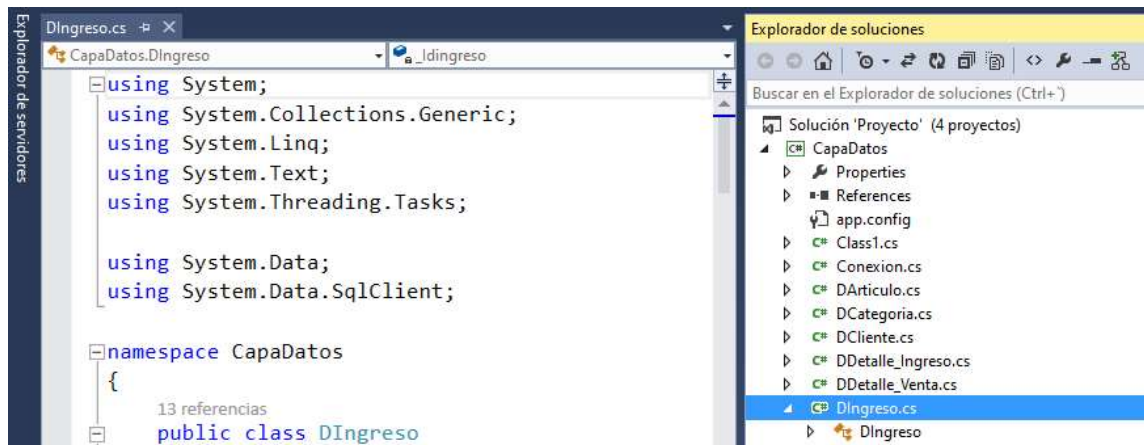 Explorador de servidores
DIngreso.cs
CapaDatos.DIngreso
_Idingreso
using System;
using System.Collections.Generic;
using System.Linq;
using System.Text;
using System.Threading.Tasks;
using System.Data;
using System.Data.SqlClient;
namespace CapaDatos
{
13 referencias
public class DIngreso
Explorador de soluciones
Buscar en el Explorador de soluciones (Ctrl+¨)
Solución 'Proyecto' (4 proyectos)
C# CapaDatos
Properties
References
app.config
C# Class1.cs
C# Conexion.cs
C# DArticulo.cs
C# DCategoria.cs
C# DCliente.cs
C# DDetalle_Ingreso.cs
C# DDetalle_Venta.cs
C# DIngreso.cs
DIngreso